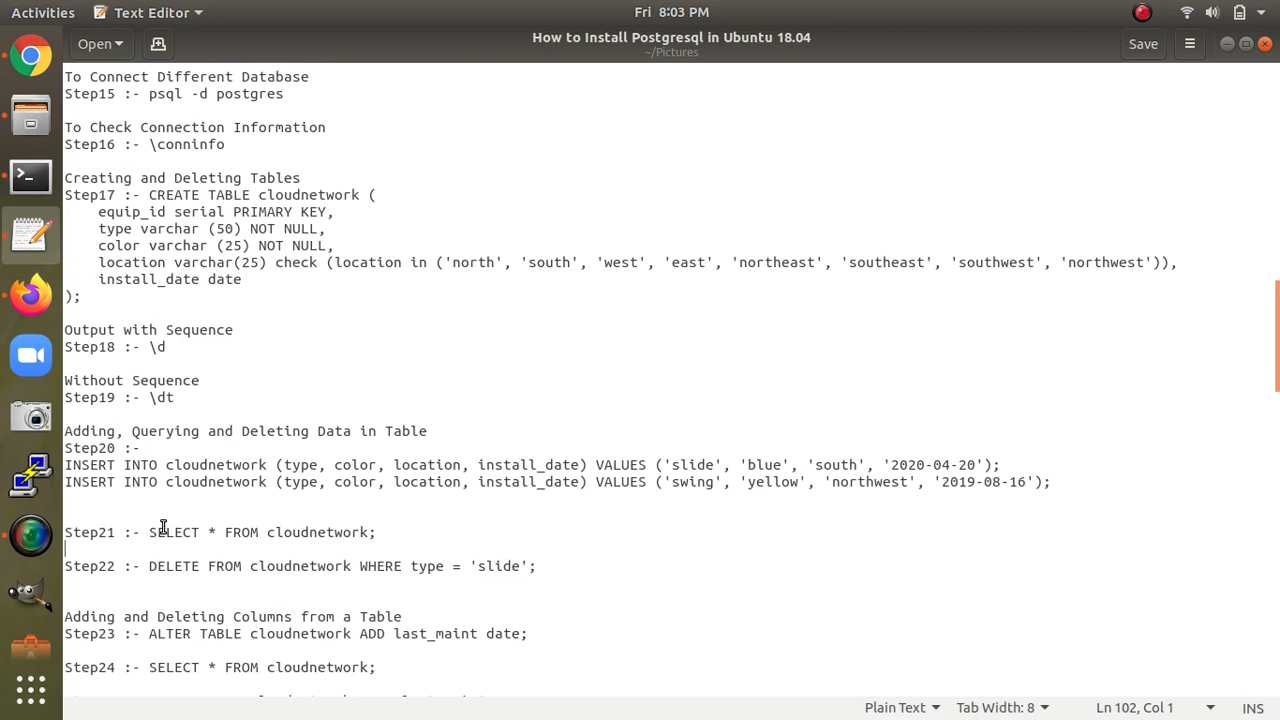 Activities
Text Editor
Fri 8:03 PM
Open
How to Install Postgresql in Ubuntu 18.04
~/Pictures
Save
To Connect Different Database
Step15 :- psql -d postgres
To Check Connection Information
Step16 :- \conninfo
Creating and Deleting Tables
Step17 :- CREATE TABLE cloudnetwork (
equip_id serial PRIMARY KEY,
type varchar (50) NOT NULL,
color varchar (25) NOT NULL,
location varchar(25) check (location in ('north', 'south', 'west', 'east', 'northeast', 'southeast', 'southwest', 'northwest')),
install_date date
);
Output with Sequence
Step18 :- \d
Without Sequence
Step19 :- \dt
Adding, Querying and Deleting Data in Table
Step20 :-
INSERT INTO cloudnetwork (type, color, location, install_date) VALUES ('slide', 'blue', 'south', '2020-04-20');
INSERT INTO cloudnetwork (type, color, location, install_date) VALUES ('swing', 'yellow', 'northwest', '2019-08-16');
Step21 :- SELECT * FROM cloudnetwork;
Step22 :- DELETE FROM cloudnetwork WHERE type = 'slide';
Adding and Deleting Columns from a Table
Step23 :- ALTER TABLE cloudnetwork ADD last_maint date;
Step24 :- SELECT * FROM cloudnetwork;
Plain Text
Tab Width: 8
Ln 102, Col 1
INS